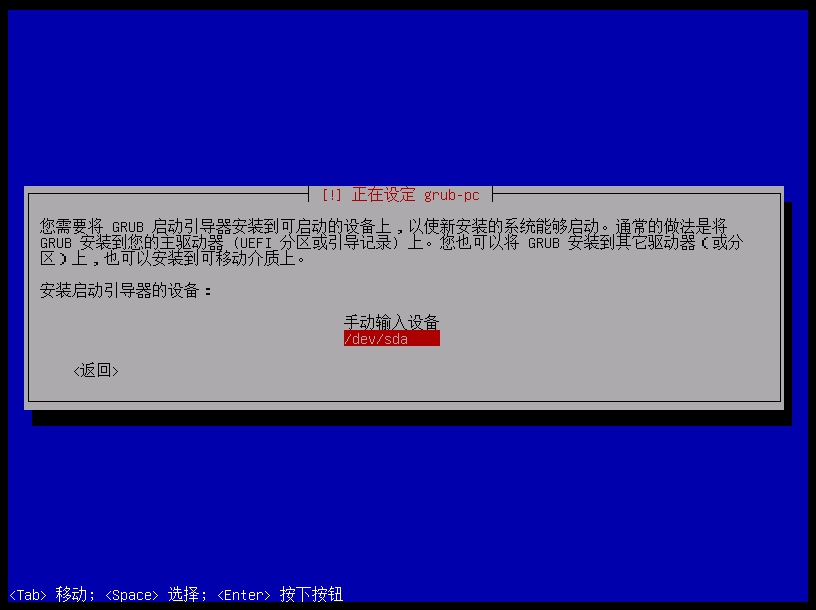 [!] 正在设定 grub-pc
您需要将 GRUB 启动引导器安装到可启动的设备上，以使新安装的系统能够启动。通常的做法是将
GRUB 安装到您的主驱动器 (UEFI 分区或引导记录) 上。您也可以将 GRUB 安装到其它驱动器（或分
区）上，也可以安装到可移动介质上。
安装启动引导器的设备：
手动输入设备
/dev/sda
<返回>
<Tab> 移动; <Space> 选择; <Enter> 按下按钮